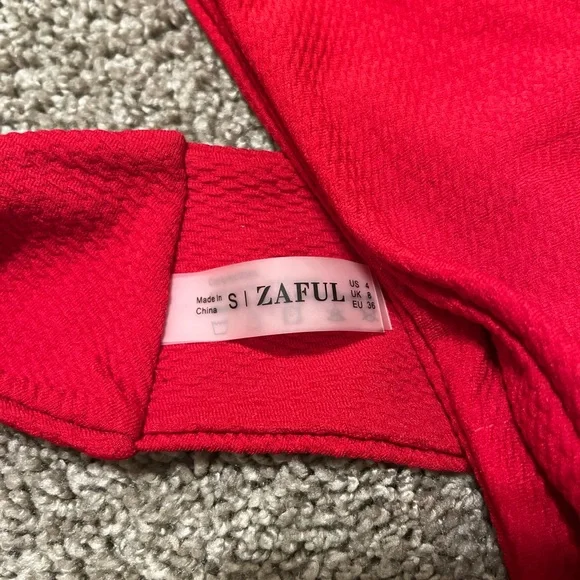 Made In
China
S | ZAFUL
US 4
UK 8
EU 36